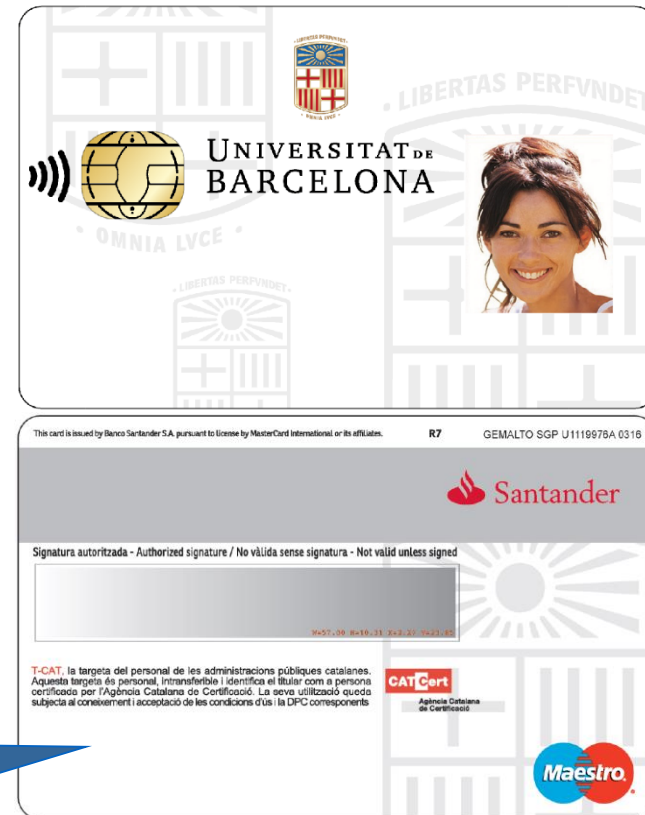 LIBERTAS PERFVNDET
OMNIA LVCE
UNIVERSITAT DE
BARCELONA
LIBERTAS PERFVNDET
OMNIA LVCE
LIBERTAS PERFVNDET
This card is issued by Banco Santander S.A. pursuant to license by MasterCard International or its affiliates. R7 GEMALTO SGP U1119976A 0316
Santander
Signatura autoritzada - Authorized signature / No vàlida sense signatura - Not valid unless signed
T-CAT, la targeta del personal de les administracions públiques catalanes.
Aquesta targeta és personal, intransferible i identifica el titular com a persona
certificada per l'Agència Catalana de Certificació. La seva utilització queda
subjecta al coneixement i acceptació de les condicions d'ús i la DPC corresponents
CATCert
Agència Catalana
de Certificació
Maestro